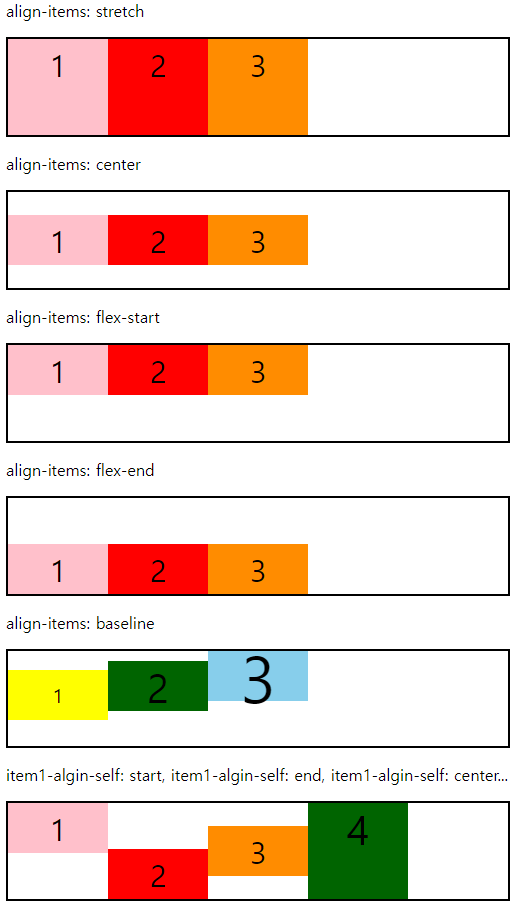 align-items: stretch
1 2 3
align-items: center
1 2 3
align-items: flex-start
1 2 3
align-items: flex-end
1 2 3
align-items: baseline
1 2 3
item1-algin-self: start, item1-algin-self: end, item1-algin-self: center...
1 2 3 4